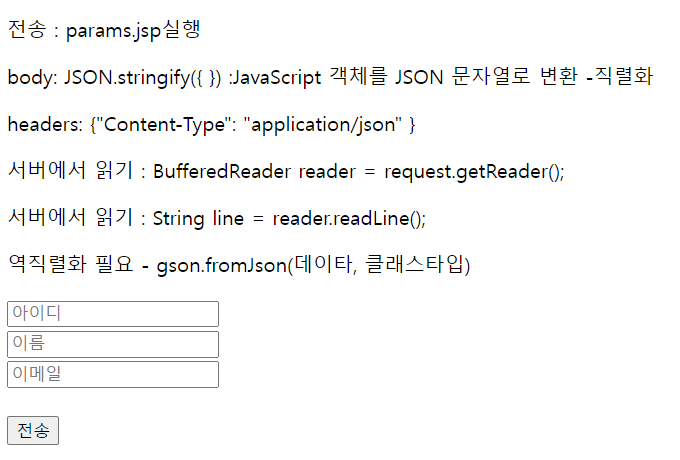 전송 : params.jsp실행
body: JSON.stringify({ }) :JavaScript 객체를 JSON 문자열로 변환 -직렬화
headers: {"Content-Type": "application/json" }
서버에서 읽기 : BufferedReader reader = request.getReader();
서버에서 읽기 : String line = reader.readLine();
역직렬화 필요 - gson.fromJson(데이타, 클래스타입)
아이디
이름
이메일
전송